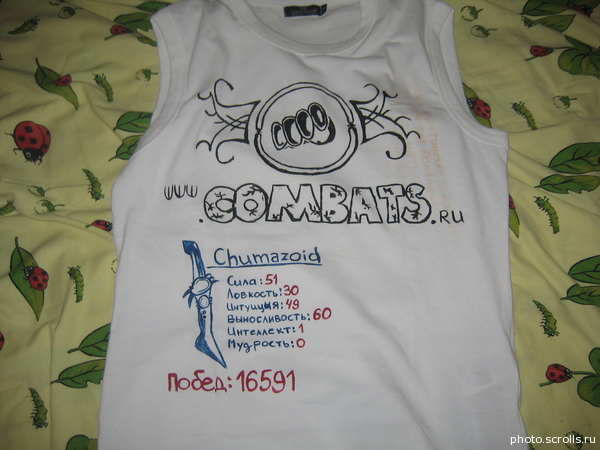 www
.COMBATS.RU
Chumazoid
Сила: 51
Ловкость: 30
Интуиция: 49
Выносливость: 60
Интеллект: 1
Мудрость: 0
Побед: 16591
photo.scrolls.ru